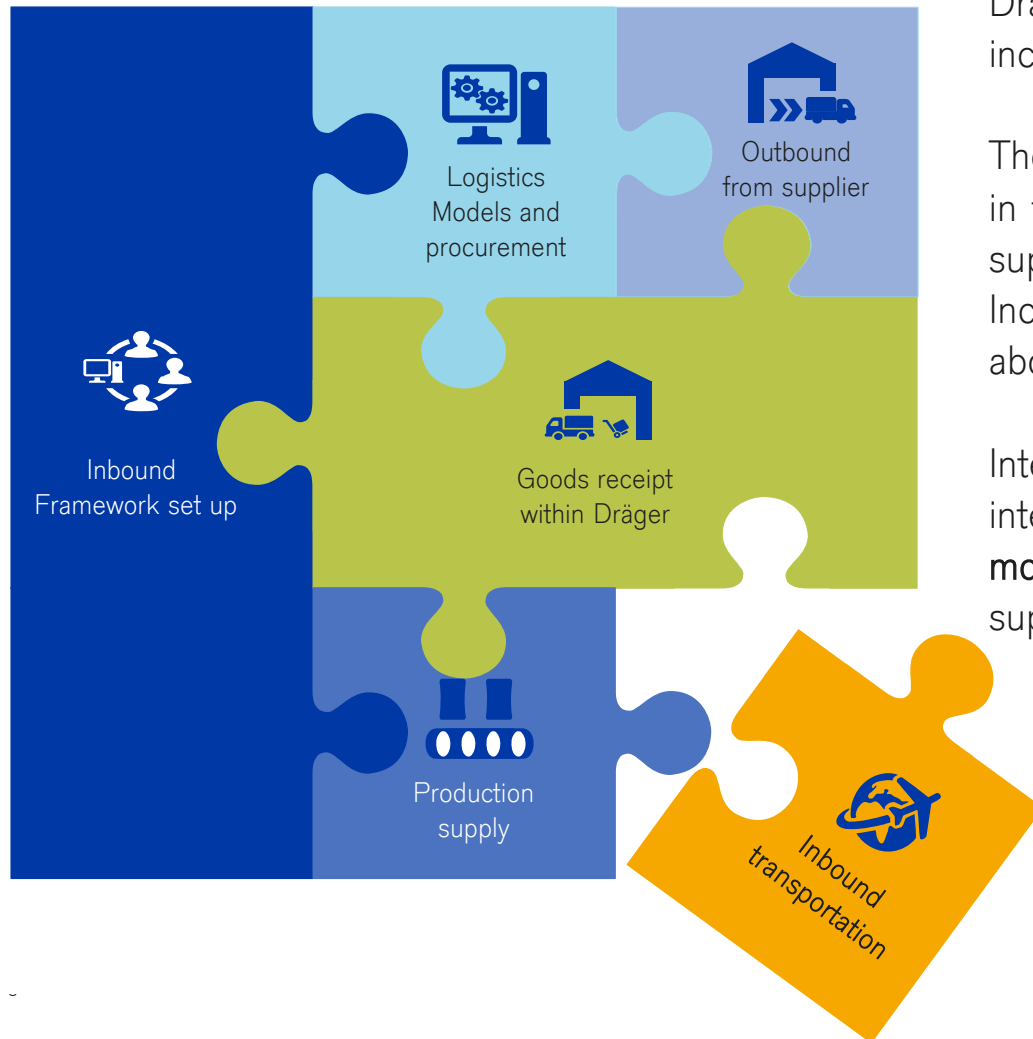 Logistics
Models and
procurement
Outbound
from supplier
Inbound
Framework set up
Goods receipt
within Dräger
Production
supply
Inbound
transportation